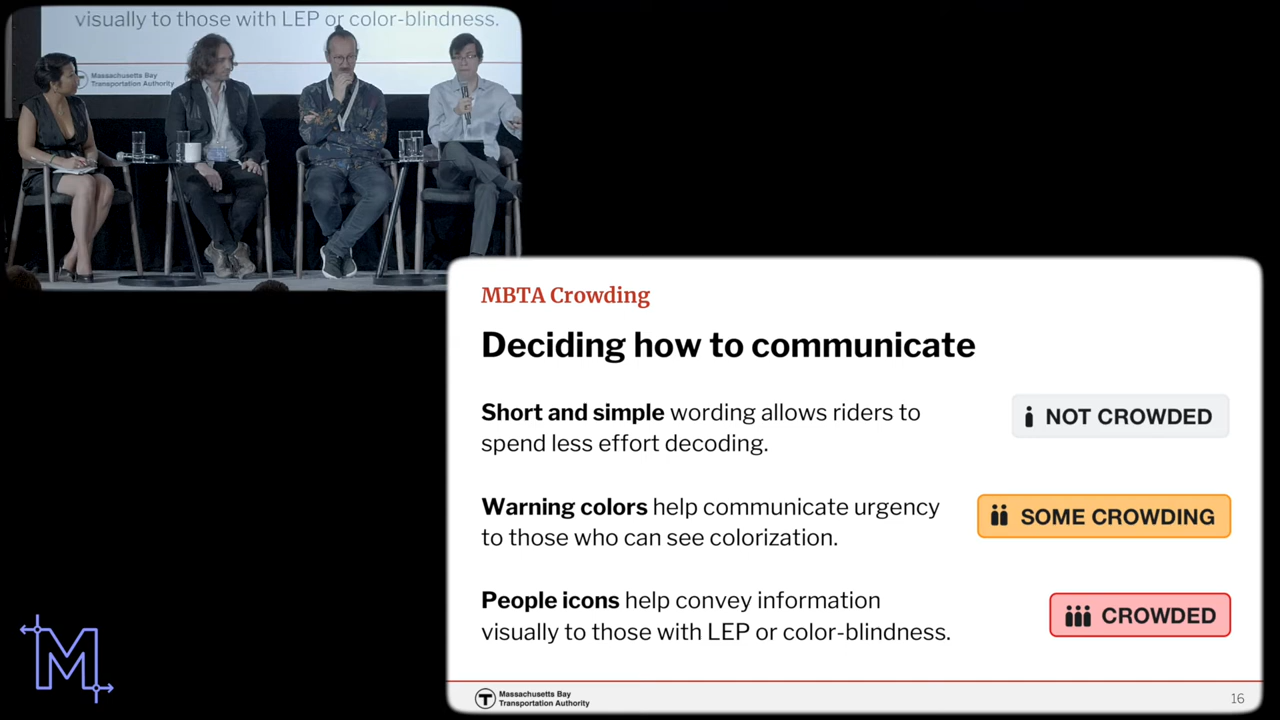 visually to those with LEP or color-blindness.
Massachusetts Bay
Transportation Authority
MBTA Crowding
Deciding how to communicate
Short and simple wording allows riders to
spend less effort decoding.
NOT CROWDED
Warning colors help communicate urgency
to those who can see colorization.
SOME CROWDING
People icons help convey information
visually to those with LEP or color-blindness.
CROWDED
T
Massachusetts Bay
Transportation Authority
16
M